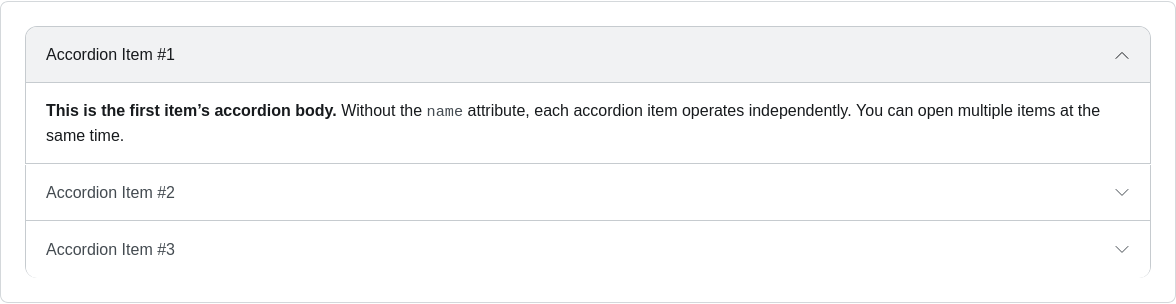 Accordion Item #1
This is the first item’s accordion body. Without the name attribute, each accordion item operates independently. You can open multiple items at the
same time.
Accordion Item #2
Accordion Item #3